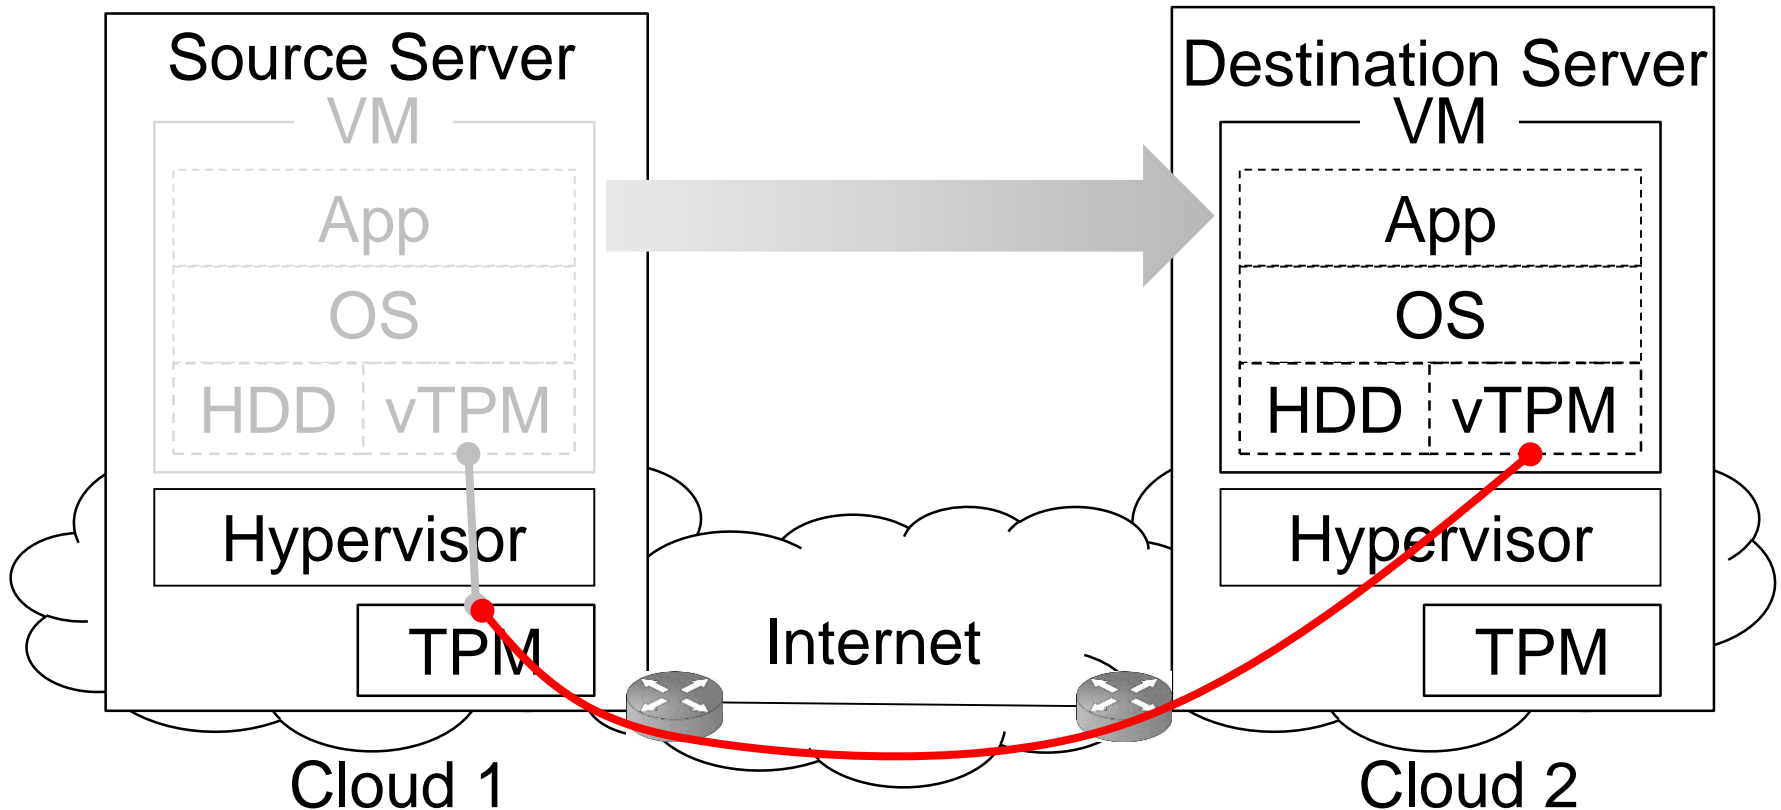 Source Server
VM
App
OS
HDD vTPM
Hypervisor
TPM
Cloud 1
Internet
Destination Server
VM
App
OS
HDD vTPM
Hypervisor
TPM
Cloud 2